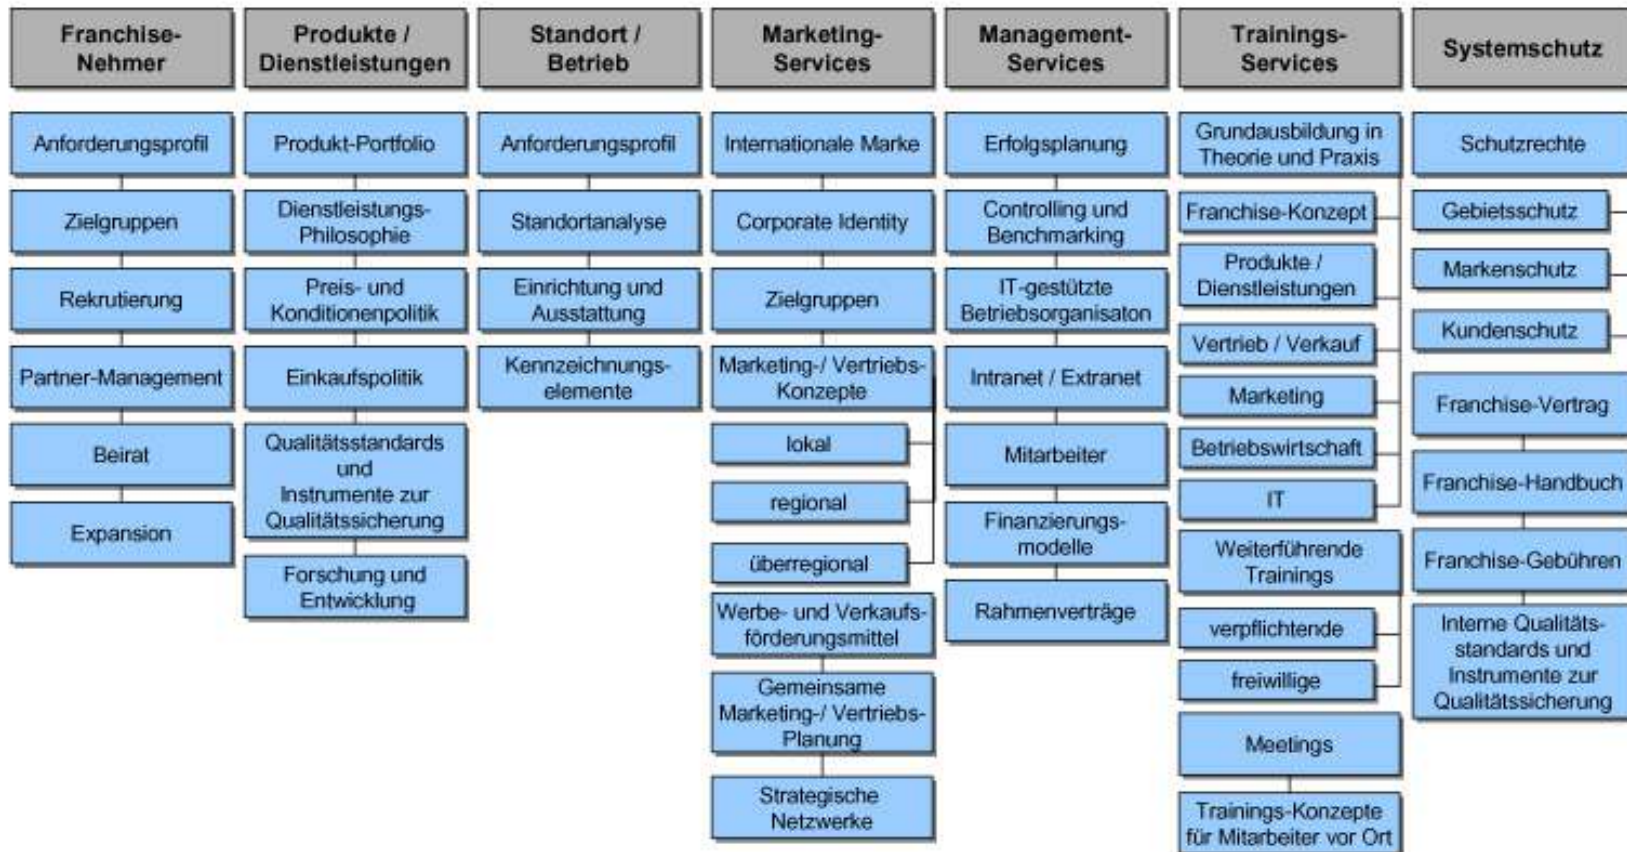 Franchise-
Nehmer
Produkte /
Dienstleistungen
Standort /
Betrieb
Marketing-
Services
Management-
Services
Trainings-
Services
Systemschutz
Anforderungsprofil
Zielgruppen
Rekrutierung
Partner-Management
Beirat
Expansion
Produkt-Portfolio
Dienstleistungs-
Philosophie
Preis- und
Konditionenpolitik
Einkaufspolitik
Qualitätsstandards
und
Instrumente zur
Qualitätssicherung
Forschung und
Entwicklung
Anforderungsprofil
Standortanalyse
Einrichtung und
Ausstattung
Kennzeichnungs-
elemente
Internationale Marke
Corporate Identity
Zielgruppen
Marketing-/ Vertriebs-
Konzepte
lokal
regional
überregional
Werbe- und Verkaufs-
förderungsmittel
Gemeinsame
Marketing-/ Vertriebs-
Planung
Strategische
Netzwerke
Erfolgsplanung
Controlling und
Benchmarking
IT-gestützte
Betriebsorganisaton
Intranet / Extranet
Mitarbeiter
Finanzierungs-
modelle
Rahmenverträge
Grundausbildung in
Theorie und Praxis
Franchise-Konzept
Produkte /
Dienstleistungen
Vertrieb / Verkauf
Marketing
Betriebswirtschaft
IT
Weiterführende
Trainings
verpflichtende
freiwillige
Meetings
Trainings-Konzepte
für Mitarbeiter vor Ort
Schutzrechte
Gebietsschutz
Markenschutz
Kundenschutz
Franchise-Vertrag
Franchise-Handbuch
Franchise-Gebühren
Interne Qualitäts-
standards und
Instrumente zur
Qualitätssicherung